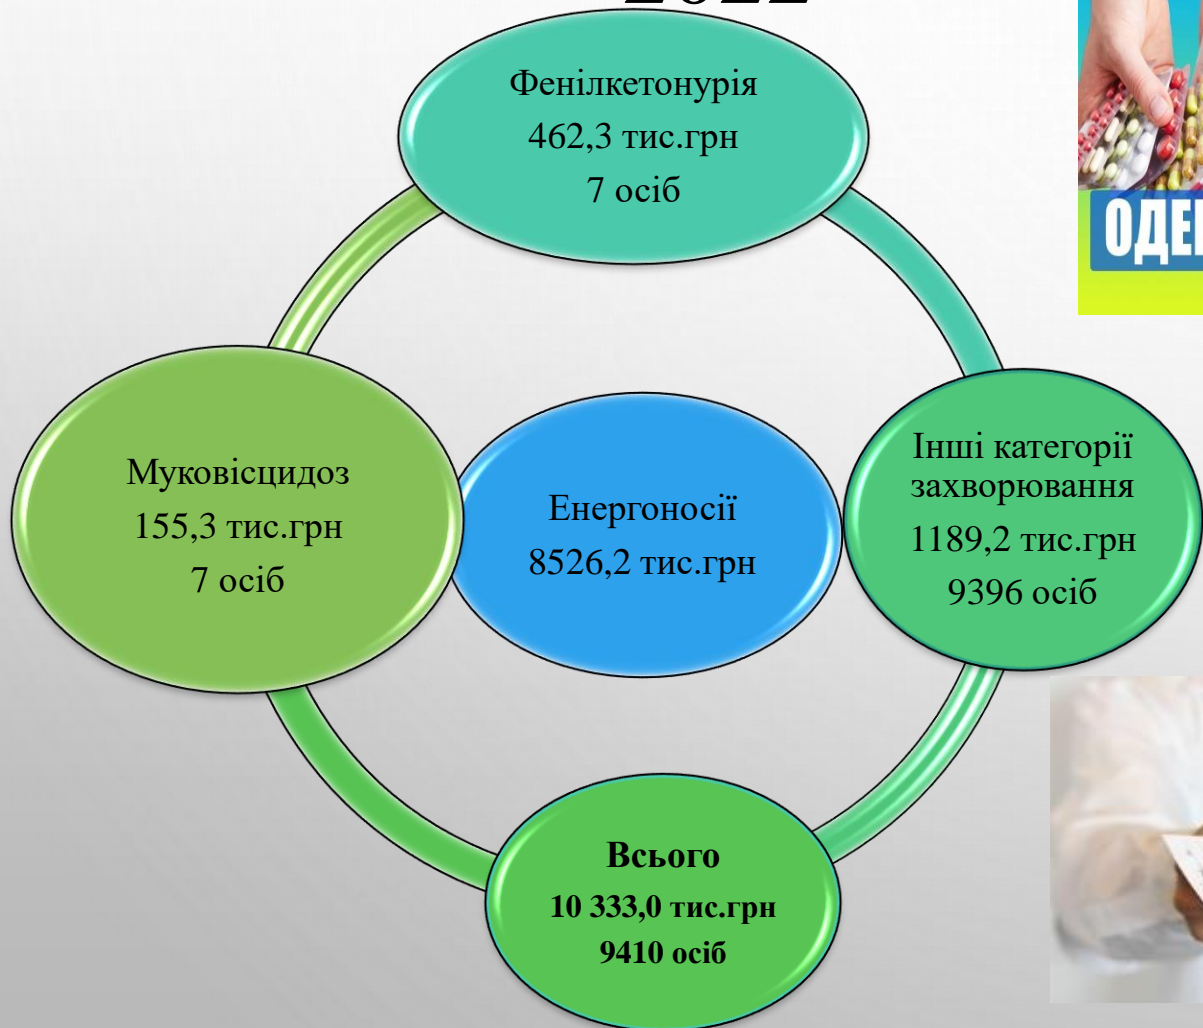 Фенілкетонурія
462,3 тис.грн
7 осіб
Муковісцидоз
155,3 тис.грн
7 осіб
Енергоносії
8526,2 тис.грн
Інші категорії
захворювання
1189,2 тис.грн
9396 осіб
Всього
10 333,0 тис.грн
9410 осіб